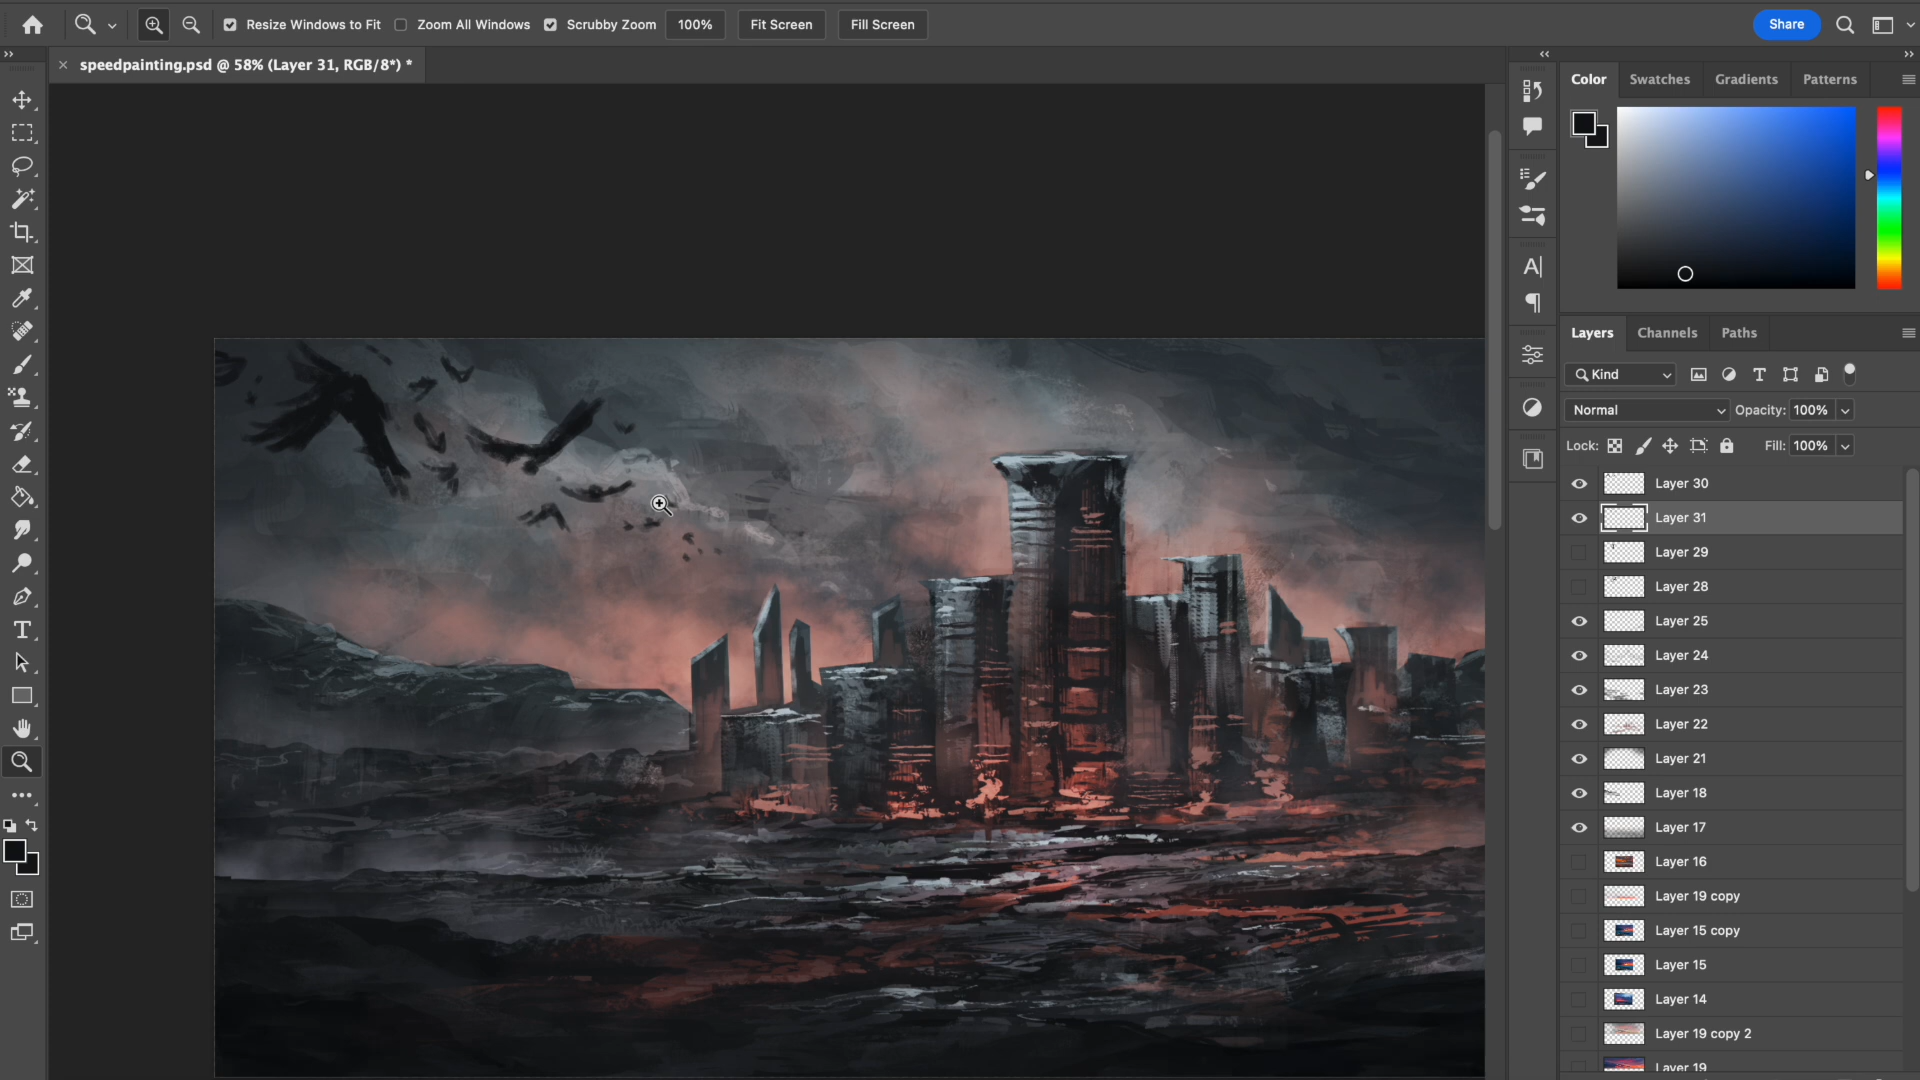 Resize Windows to Fit Zoom All Windows Scrubby Zoom 100% Fit Screen Fill Screen Share
speedpainting.psd @ 58% (Layer 31, RGB/8*) *
Color Swatches Gradients Patterns
Layers Channels Paths
Kind
Normal Opacity: 100%
Lock: Fill: 100%
Layer 30
Layer 31
Layer 29
Layer 28
Layer 25
Layer 24
Layer 23
Layer 22
Layer 21
Layer 18
Layer 17
Layer 16
Layer 19 copy
Layer 15 copy
Layer 15
Layer 14
Layer 19 copy 2
Layer 19